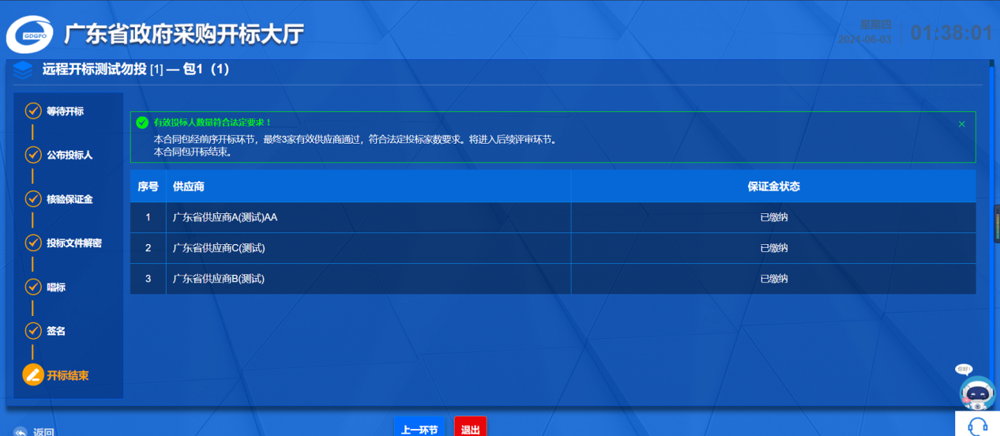 GDGPO
广东省政府采购开标大厅
星期四
2021-06-03
01:38:01
远程开标测试勿投 [1] — 包1（1）
等待开标
公布投标人
核验保证金
投标文件解密
唱标
签名
开标结束
有效投标人数量符合法定要求！
本合同包经前序开标环节，最终3家有效供应商通过，符合法定投标家数要求。将进入后续评审环节。
本合同包开标结束。
序号 供应商 保证金状态
1 广东省供应商A(测试)AA 已缴纳
2 广东省供应商C(测试) 已缴纳
3 广东省供应商B(测试) 已缴纳
你好!
返回
上一环节
退出